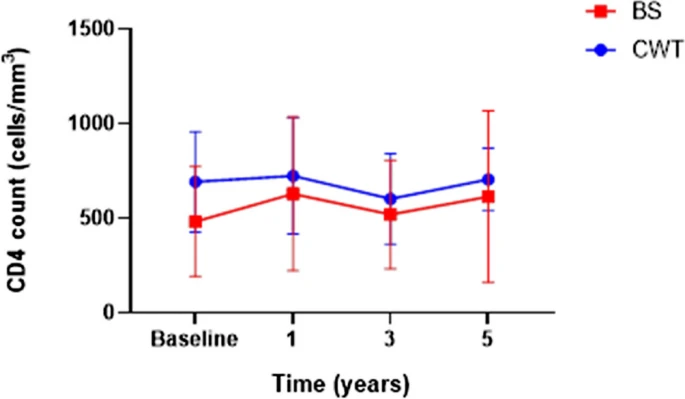 BS
CWT
CD4 count (cells/mm³)
1500
1000
500
0
Baseline 1 3 5
Time (years)